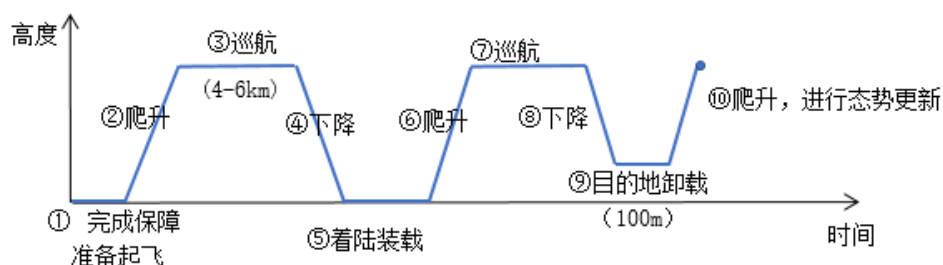 高度
③巡航
(4-6km)
②爬升
④下降
⑥爬升
⑦巡航
⑧下降
⑩爬升，进行态势更新
⑨目的地卸载
（100m）
① 完成保障
准备起飞
⑤着陆装载
时间